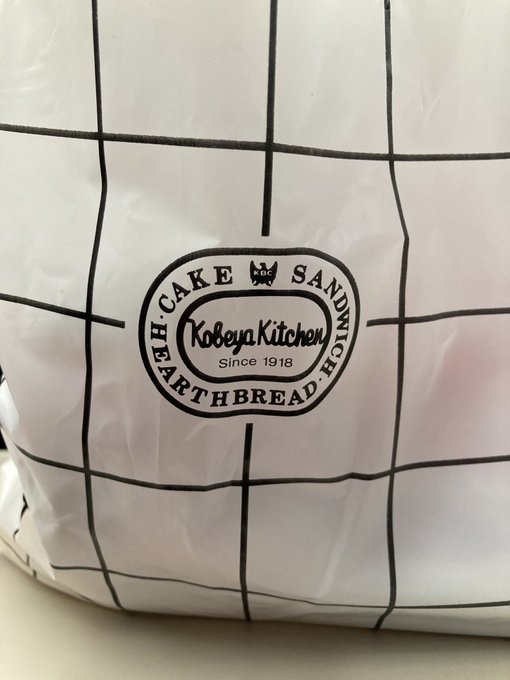 CAKE
KBC
SANDWICH
Kobeya Kitchen
Since 1918
HEARTHBREAD